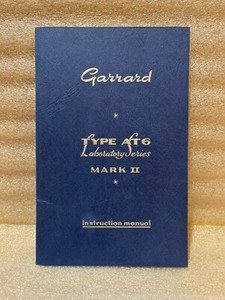 Garrard
TYPE AT6
Laboratory Series
MARK II
instruction manual